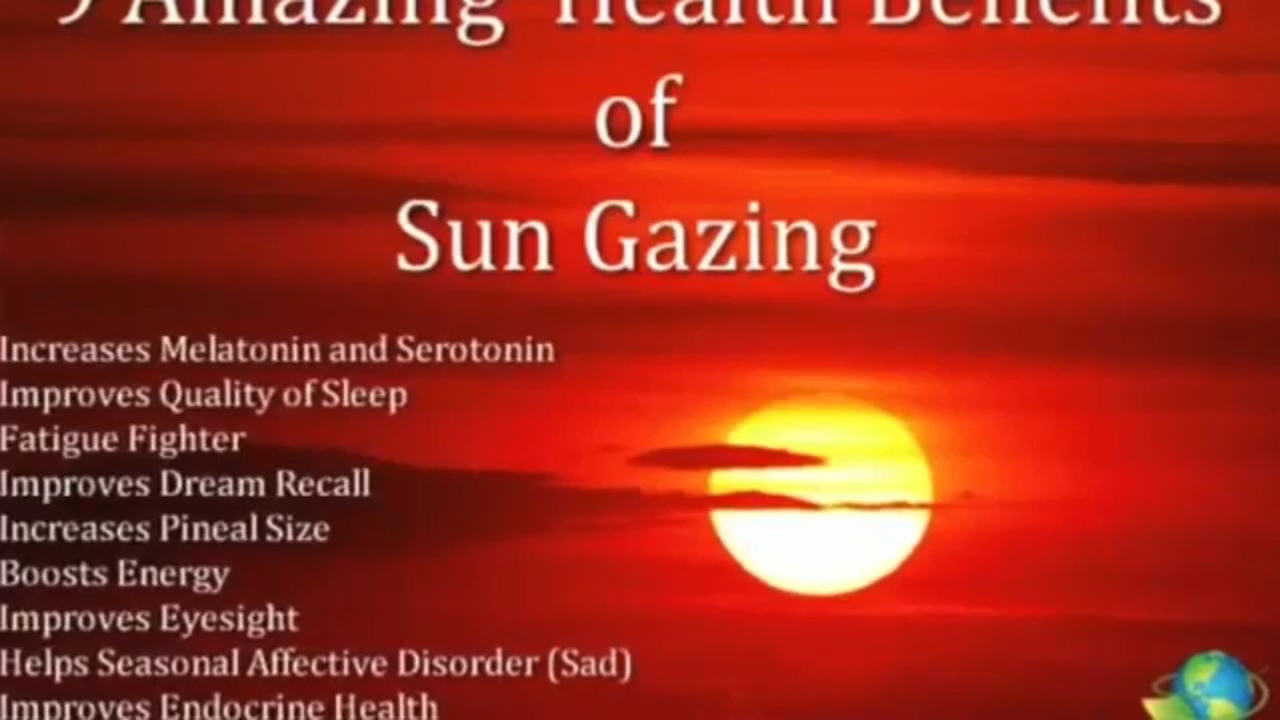 9 Amazing Health Benefits
of
Sun Gazing
Increases Melatonin and Serotonin
Improves Quality of Sleep
Fatigue Fighter
Improves Dream Recall
Increases Pineal Size
Boosts Energy
Improves Eyesight
Helps Seasonal Affective Disorder (Sad)
Improves Endocrine Health